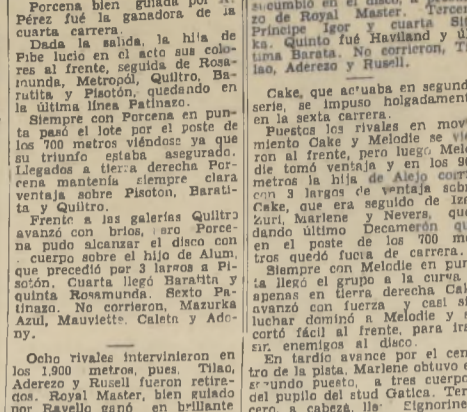 Porcena bien guiada por
Pérez fué la ganadora de la
cuarta carrera.
Dada la salida, la hija de
Pibe lucio en el acto sus colo-
res al frente, seguida de Rosa-
munda, Metropól, Quiltro, Ba-
ratita y Pisotón, quedando en
la última línea Patinazo.
Siempre con Porcena en pun-
ta pasó el lote por el poste de
los 700 metros viéndose ya que
su triunfo estaba asegurado.
Llegados a tierra derecha Por-
cena mantenía siempre clara
ventaja sobre Pisotón, Barati-
ta y Quiltro.
Frente a las galerías Quiltro
avanzó con bríos, pero Porce-
na pudo alcanzar el disco con
cuerpo sobre el hijo de Alum,
que precedió por 3 largos a Pi-
sotón. Cuarta llegó Baratita y
quinta Rosamunda. Sexto Pa-
tinazo. No corrieron, Mazurka
Azul, Mauviette, Caleta y Ado-
ny.
Ocho rivales intervinieron en
los 1,900 metros, pues, Tilao,
Aderezo y Rusell fueron retira-
dos. Royal Master, bien guiado
por Ravello ganó en brillante
sucumbio en el disco,
zo de Royal Master. Tercer
Príncipe Igor y cuarta
ka. Quinto fué Haviland y
tima Barata. No corrieron,
lao, Aderezo y Rusell.
Cake, que actuaba en segund
serie, se impuso holgadament
en la sexta carrera.
Puestos los rivales en mov
miento Cake y Melodie se
ron al frente, pero luego Mel
die tomó ventaja y en los
metros la hija de Alejo corri
con 3 largos de ventaja sobr
Cake, que era seguido de Iz
Zuri, Marlene y Nevers, qu
dando último Decamerón
en el poste de los 700 m
tros quedó fuera de carrera.
Siempre con Melodie en pun
ta llegó el grupo a la curva
apenas en tierra derecha Cak
avanzó con fuerza y casi si
luchar dominó a Melodie y
cortó fácil al frente, para ir
sin enemigos al disco.
En tardío avance por el cen
tro de la pista, Marlene obtuvo
segundo puesto, a tres cuerpo
del pupilo del stud Gatica. Ter
cero, cabeza,